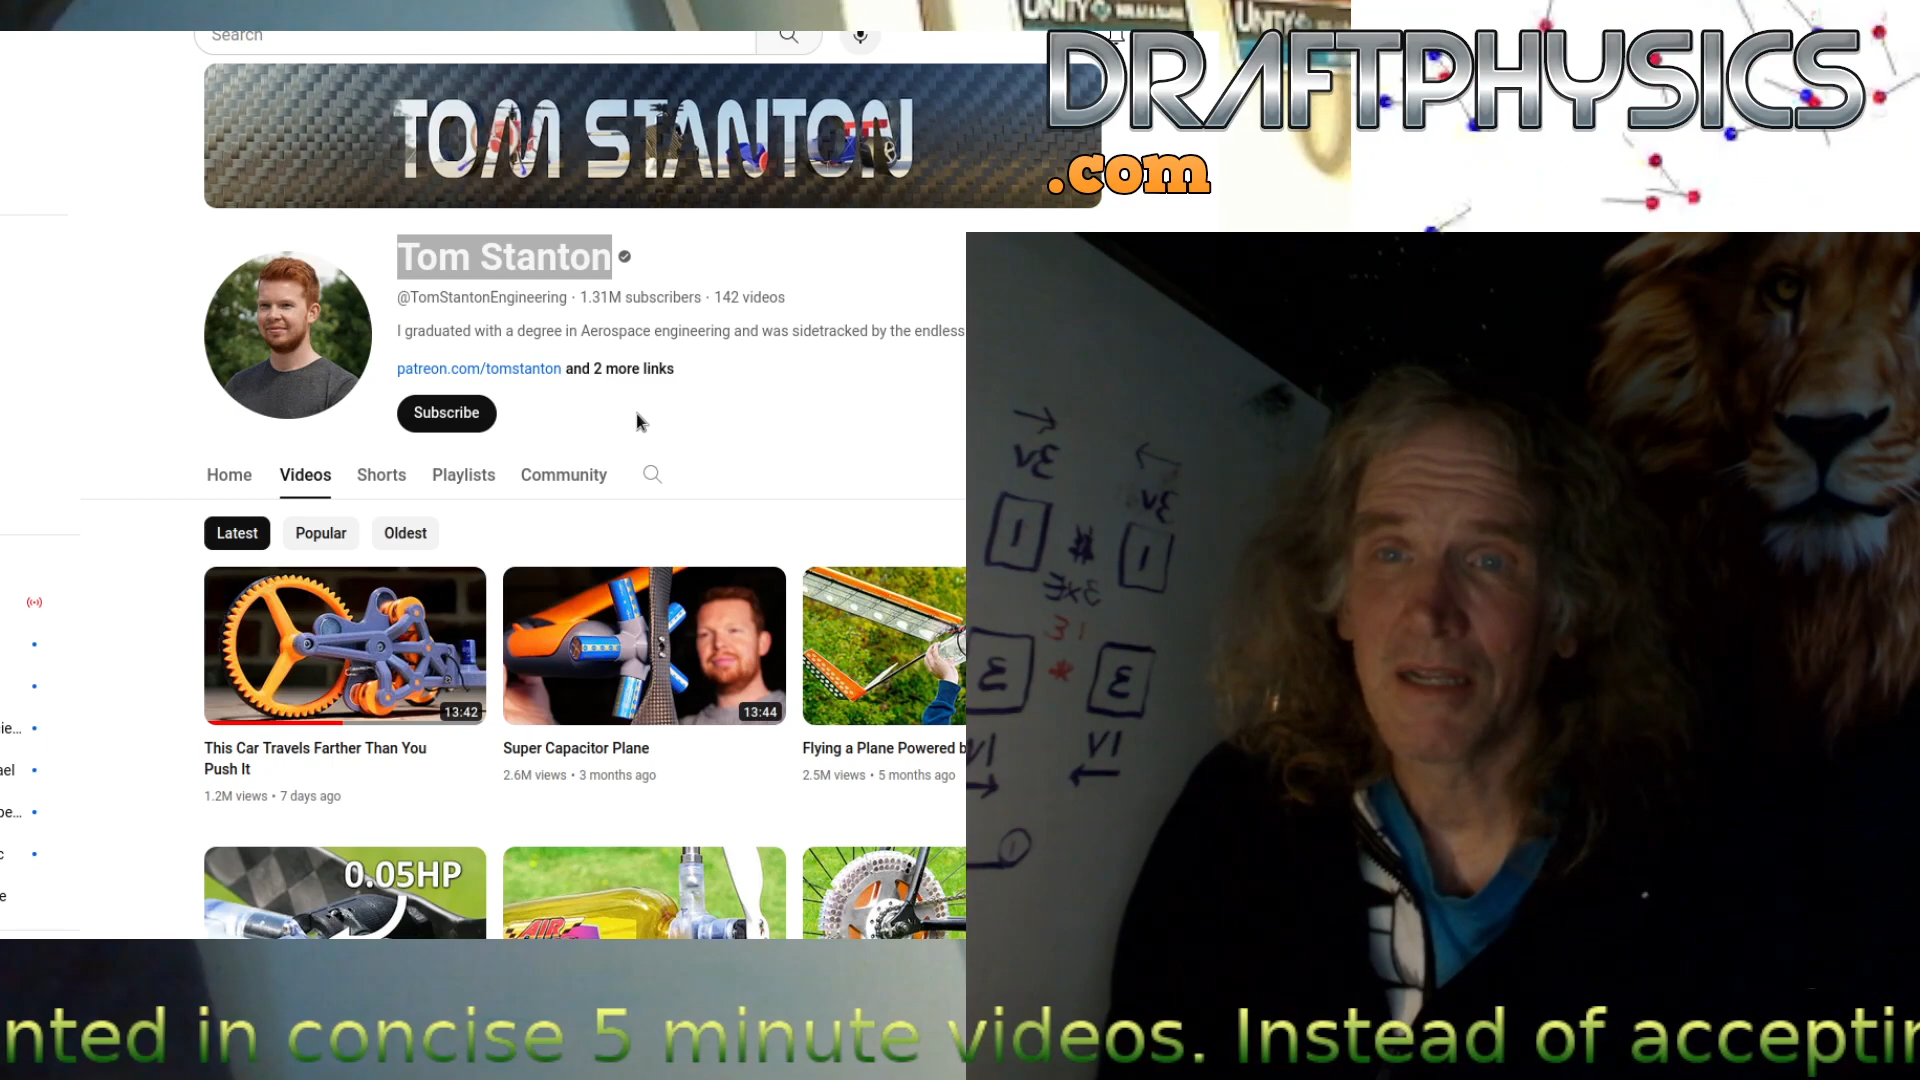 UNITY
UNITY
Search
DRAFTPHYSICS
.com
TOM STANTON
Tom Stanton
@TomStantonEngineering · 1.31M subscribers · 142 videos
I graduated with a degree in Aerospace engineering and was sidetracked by the endless
patreon.com/tomstanton and 2 more links
Subscribe
Home Videos Shorts Playlists Community
Latest Popular Oldest
13:42
13:44
This Car Travels Farther Than You
Push It
1.2M views • 7 days ago
Super Capacitor Plane
2.6M views • 3 months ago
Flying a Plane Powered b
2.5M views • 5 months ago
0.05HP
AIR
nted in concise 5 minute videos. Instead of acceptin